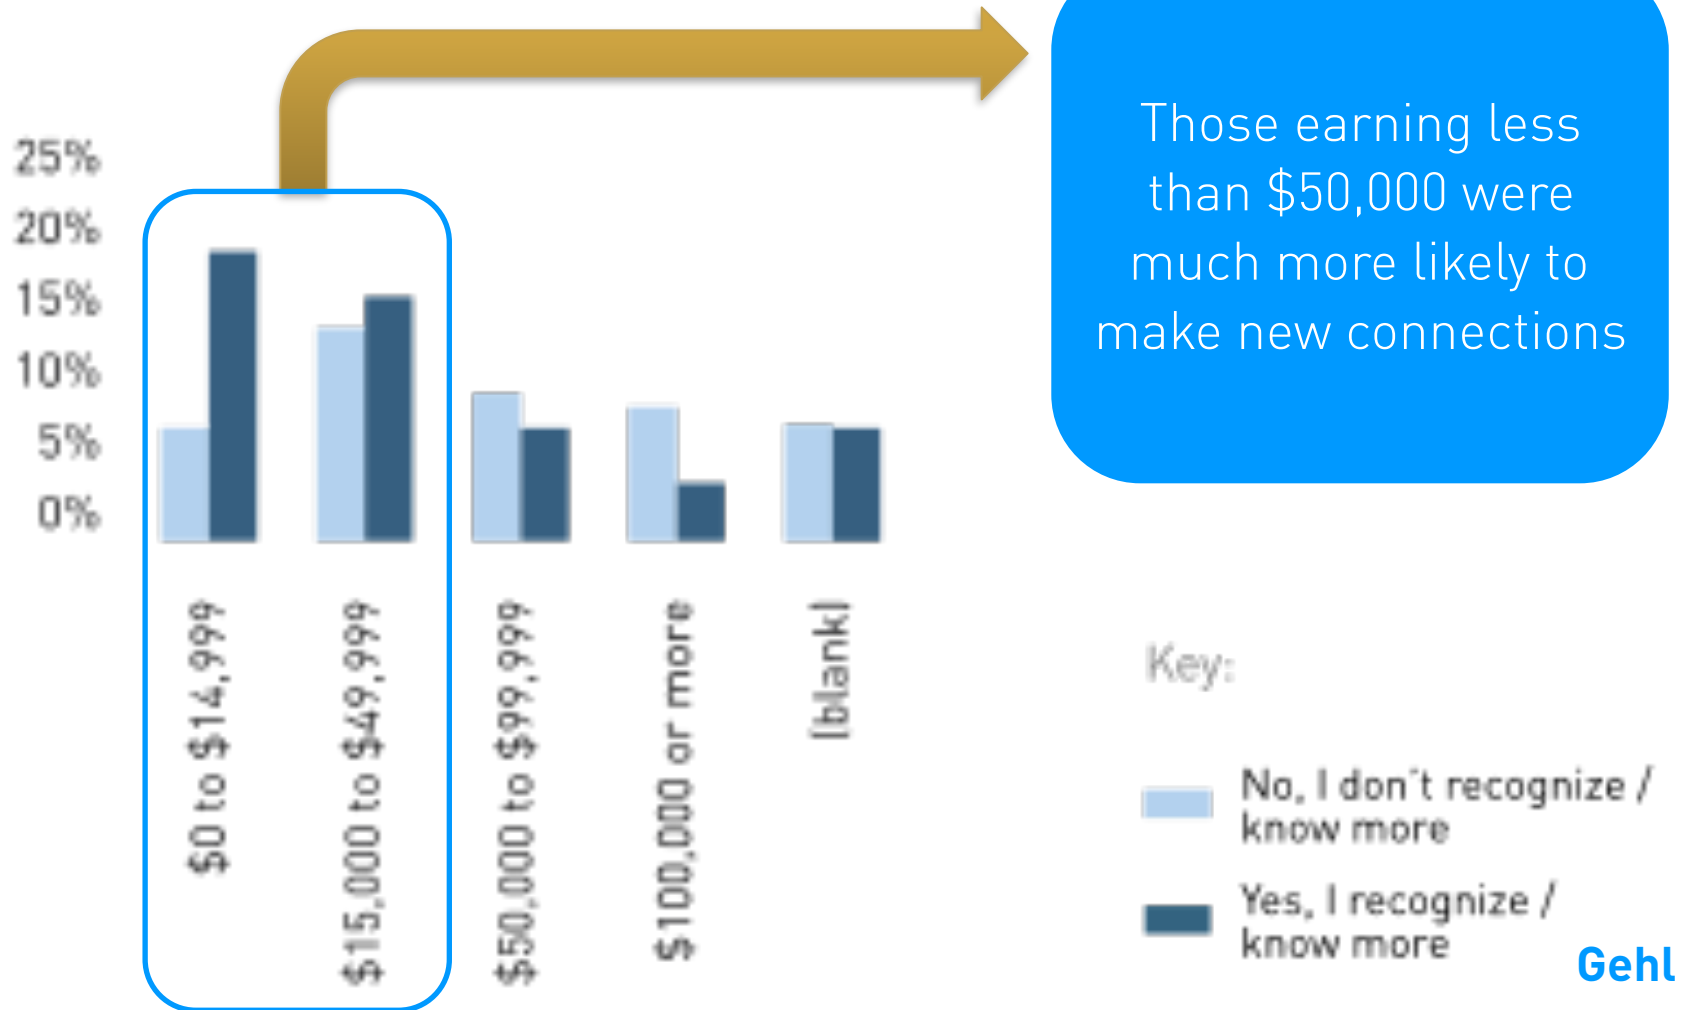 Those earning less
than $50,000 were
much more likely to
make new connections
25%
20%
15%
10%
5%
0%
$0 to $14,999
$15,000 to $49,999
$50,000 to $99,999
$100,000 or more
(blank)
Key:
No, I don't recognize /
know more
Yes, I recognize /
know more
Gehl